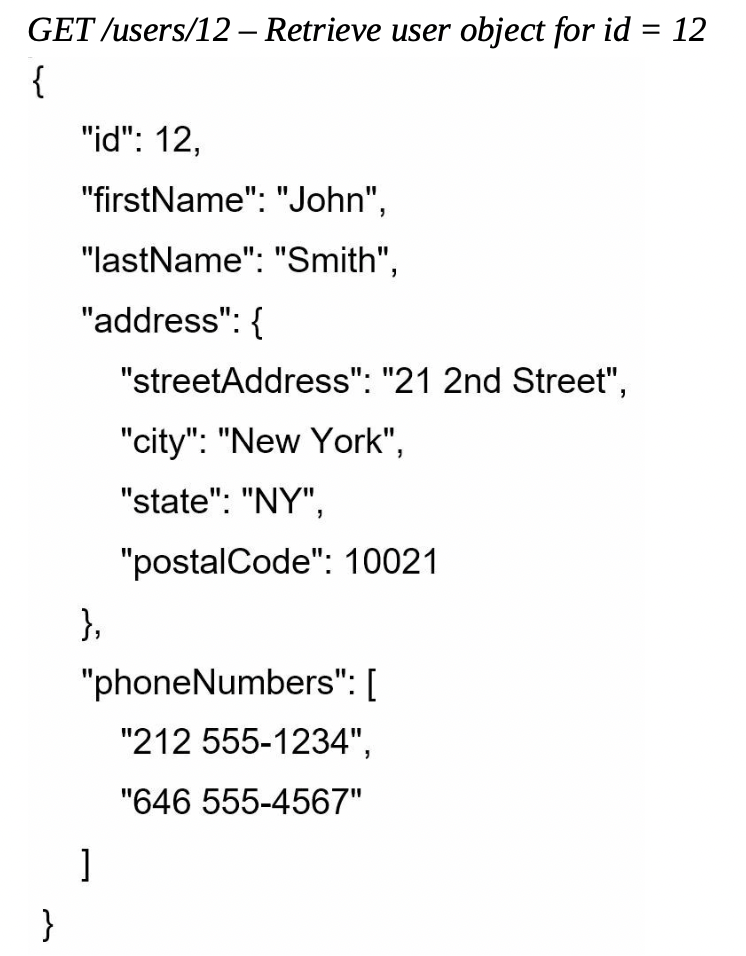 GET /users/12 – Retrieve user object for id = 12
{
"id": 12,
"firstName": "John",
"lastName": "Smith",
"address": {
"streetAddress": "21 2nd Street",
"city": "New York",
"state": "NY",
"postalCode": 10021
},
"phoneNumbers": [
"212 555-1234",
"646 555-4567"
]
}